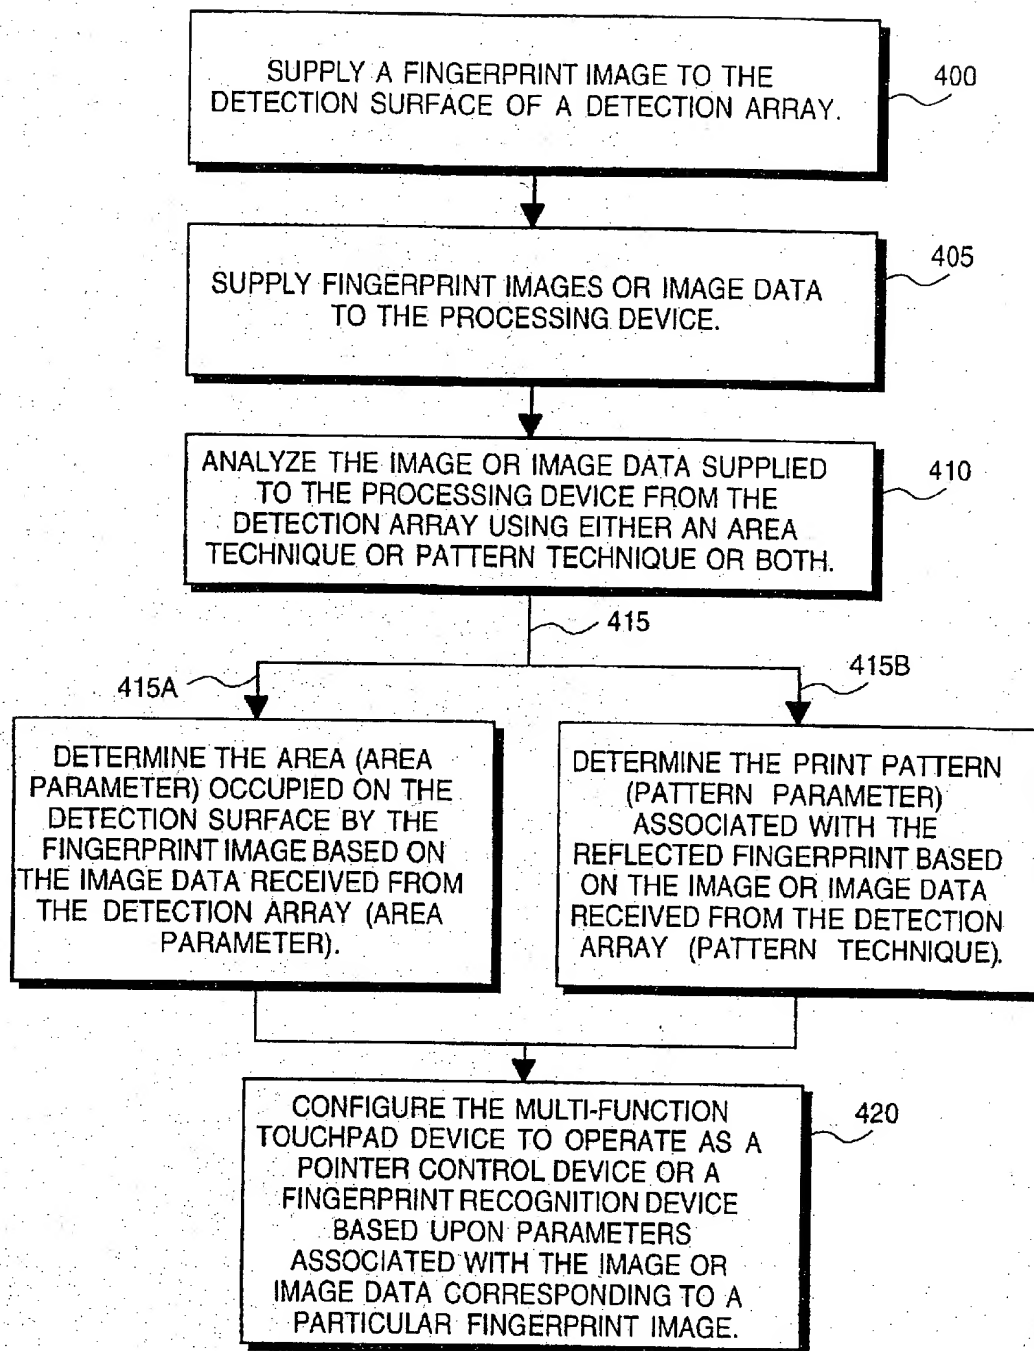 SUPPLY A FINGERPRINT IMAGE TO THE
DETECTION SURFACE OF A DETECTION ARRAY.
400
SUPPLY FINGERPRINT IMAGES OR IMAGE DATA
TO THE PROCESSING DEVICE.
405
ANALYZE THE IMAGE OR IMAGE DATA SUPPLIED
TO THE PROCESSING DEVICE FROM THE
DETECTION ARRAY USING EITHER AN AREA
TECHNIQUE OR PATTERN TECHNIQUE OR BOTH.
410
415
415A
415B
DETERMINE THE AREA (AREA
PARAMETER) OCCUPIED ON THE
DETECTION SURFACE BY THE
FINGERPRINT IMAGE BASED ON
THE IMAGE DATA RECEIVED FROM
THE DETECTION ARRAY (AREA
PARAMETER).
DETERMINE THE PRINT PATTERN
(PATTERN PARAMETER)
ASSOCIATED WITH THE
REFLECTED FINGERPRINT BASED
ON THE IMAGE OR IMAGE DATA
RECEIVED FROM THE DETECTION
ARRAY (PATTERN TECHNIQUE).
CONFIGURE THE MULTI-FUNCTION
TOUCHPAD DEVICE TO OPERATE AS A
POINTER CONTROL DEVICE OR A
FINGERPRINT RECOGNITION DEVICE
BASED UPON PARAMETERS
ASSOCIATED WITH THE IMAGE OR
IMAGE DATA CORRESPONDING TO A
PARTICULAR FINGERPRINT IMAGE.
420